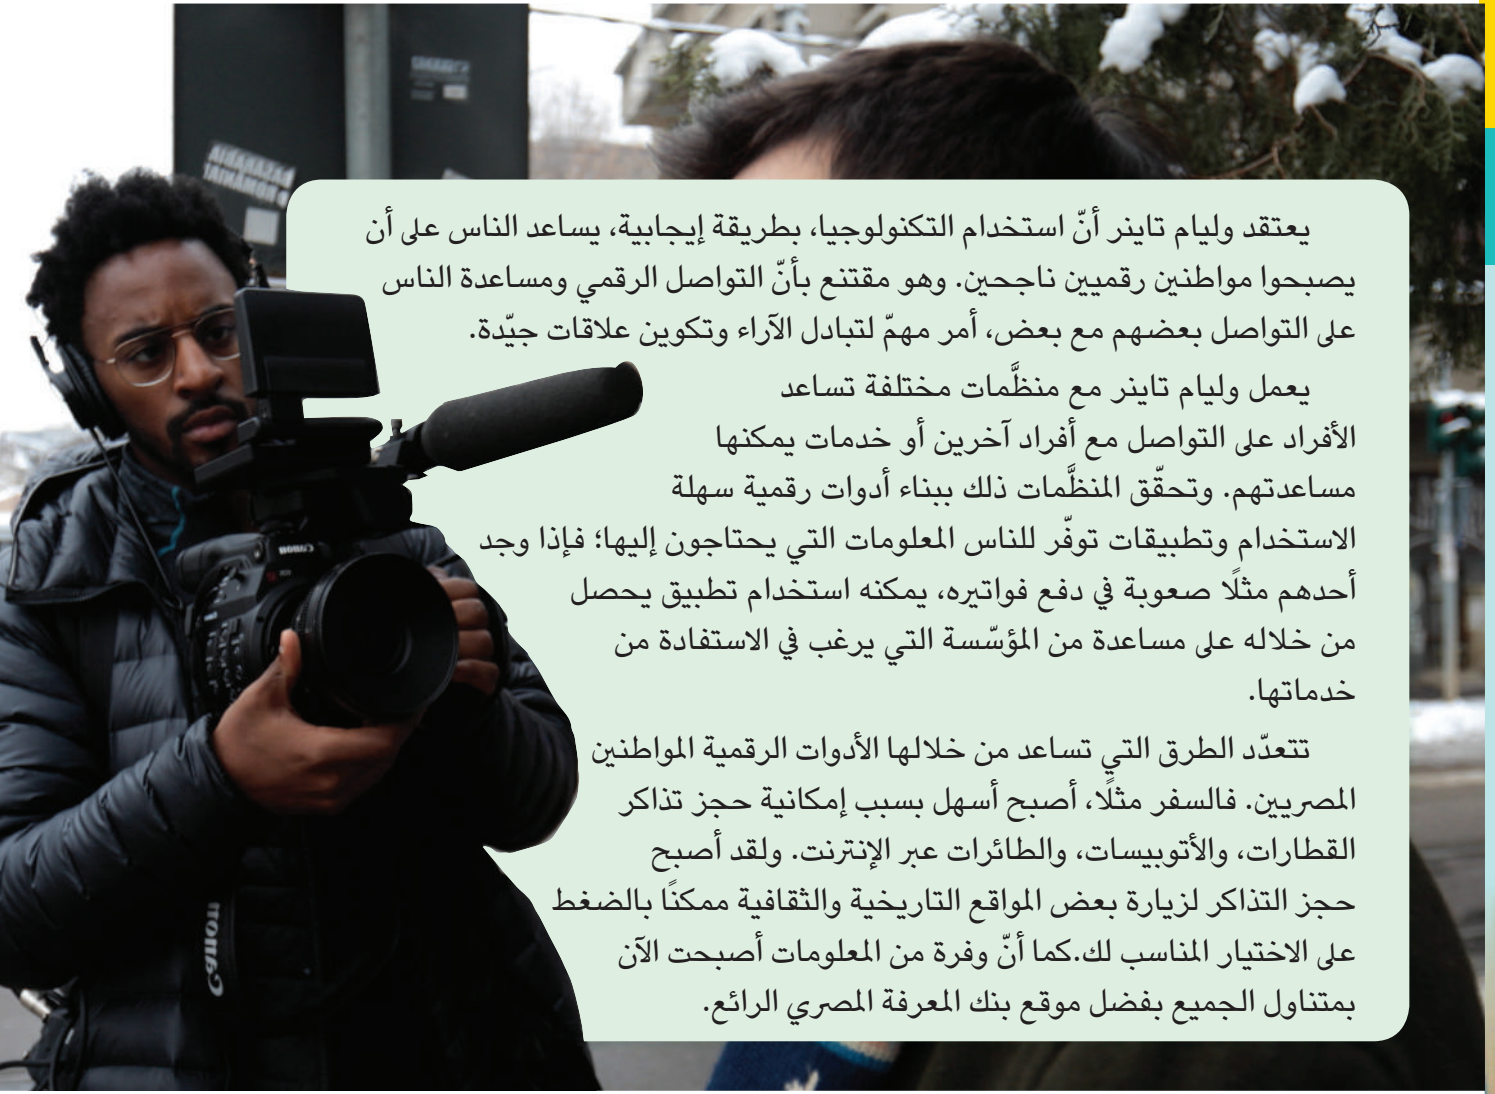 يعتقد وليام تاينر أنّ استخدام التكنولوجيا، بطريقة إيجابية، يساعد الناس على أن
يصبحوا مواطنين رقميين ناجحين. وهو مقتنع بأنّ التواصل الرقمي ومساعدة الناس
على التواصل بعضهم مع بعض، أمر مهمّ لتبادل الآراء وتكوين علاقات جيّدة.
يعمل وليام تاينر مع منظَّمات مختلفة تساعد
الأفراد على التواصل مع أفراد آخرين أو خدمات يمكنها
مساعدتهم. وتحقّق المنظَّمات ذلك ببناء أدوات رقمية سهلة
الاستخدام وتطبيقات توفّر للناس المعلومات التي يحتاجون إليها؛ فإذا وجد
أحدهم مثلًا صعوبة في دفع فواتيره، يمكنه استخدام تطبيق يحصل
من خلاله على مساعدة من المؤسّسة التي يرغب في الاستفادة من
خدماتها.
تتعدّد الطرق التي تساعد من خلالها الأدوات الرقمية المواطنين
المصريين. فالسفر مثلًا، أصبح أسهل بسبب إمكانية حجز تذاكر
القطارات، والأتوبيسات، والطائرات عبر الإنترنت. ولقد أصبح
حجز التذاكر لزيارة بعض المواقع التاريخية والثقافية ممكنًا بالضغط
على الاختيار المناسب لك.كما أنّ وفرة من المعلومات أصبحت الآن
بمتناول الجميع بفضل موقع بنك المعرفة المصري الرائع.
Canon
Canon